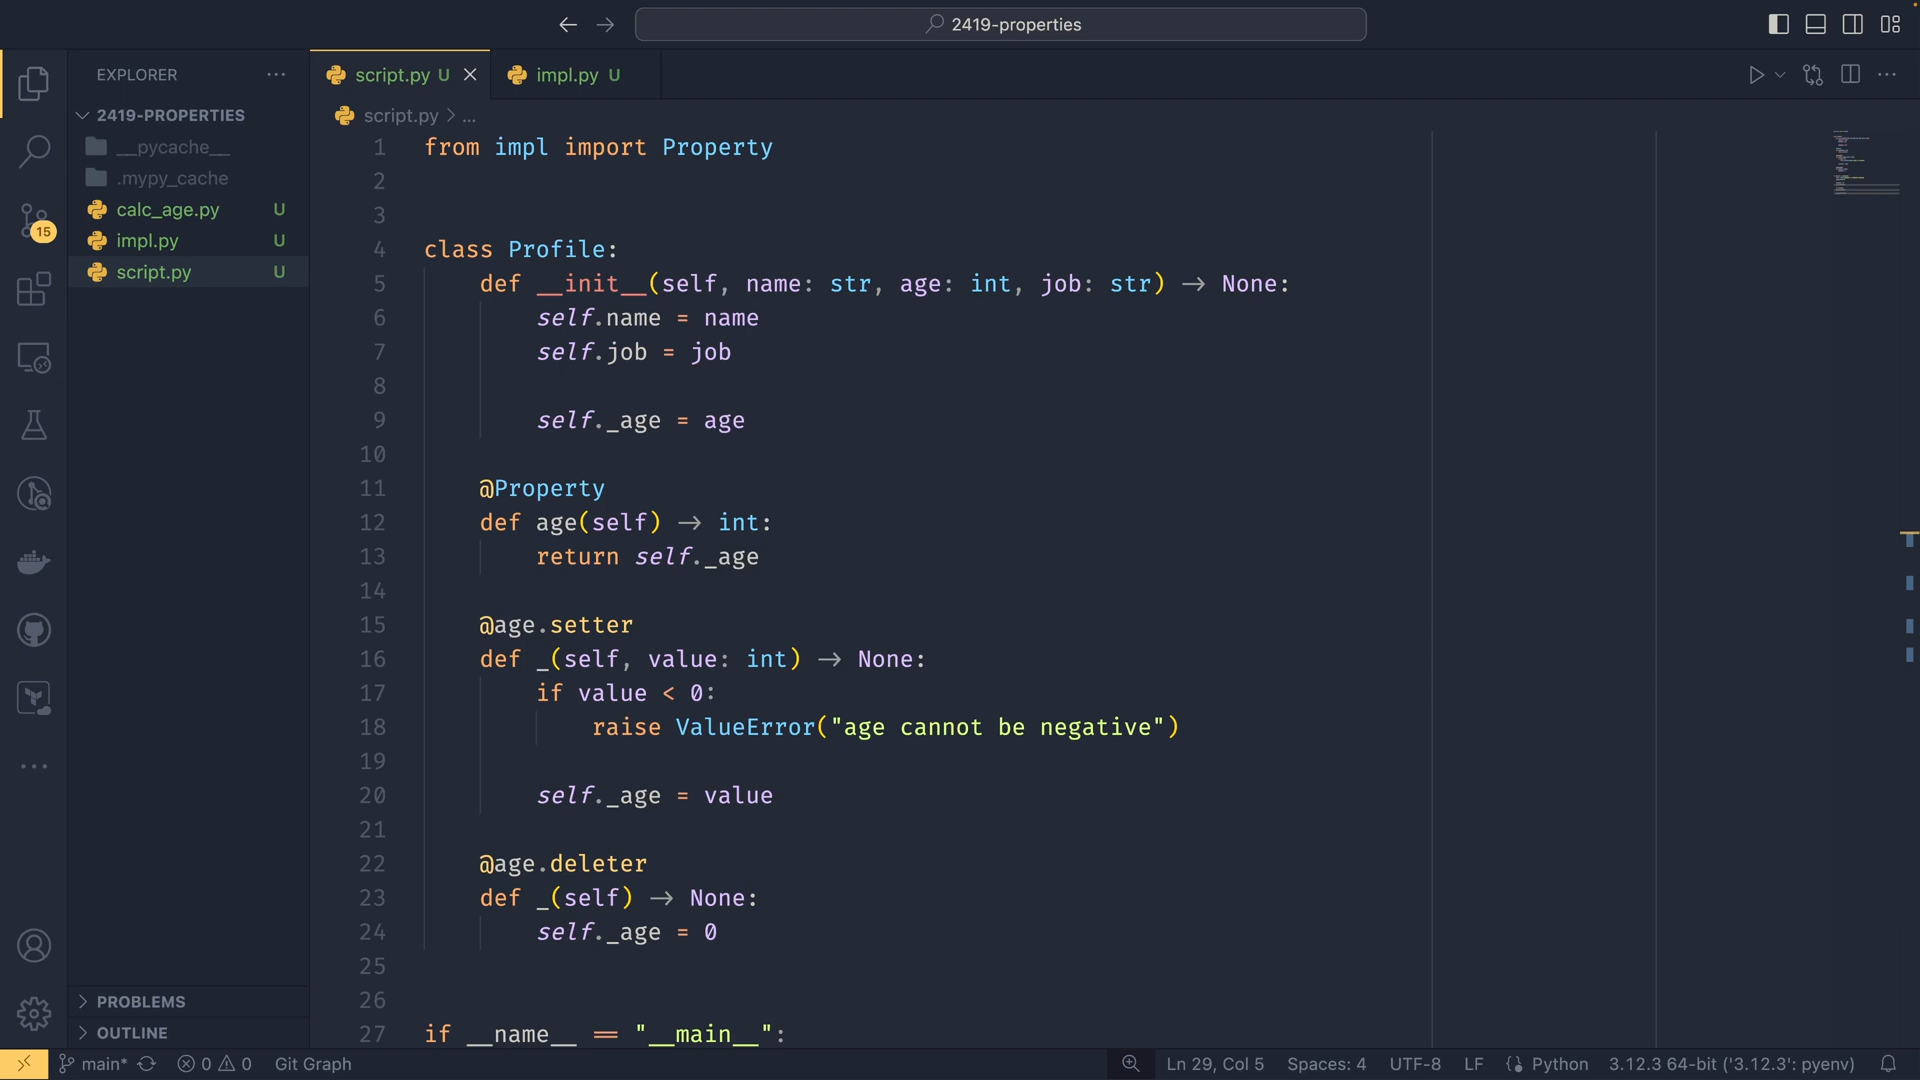 2419-properties
EXPLORER
script.py U
impl.py U
2419-PROPERTIES
script.py > ...
__pycache__
.mypy_cache
calc_age.py U
impl.py U
script.py U
15
1 from impl import Property
2
3
4 class Profile:
5 def __init__(self, name: str, age: int, job: str) -> None:
6 self.name = name
7 self.job = job
8
9 self._age = age
10
11 @Property
12 def age(self) -> int:
13 return self._age
14
15 @age.setter
16 def _(self, value: int) -> None:
17 if value < 0:
18 raise ValueError("age cannot be negative")
19
20 self._age = value
21
22 @age.deleter
23 def _(self) -> None:
24 self._age = 0
25
26
27 if __name__ == "__main__":
PROBLEMS
OUTLINE
main* 0 0 Git Graph Ln 29, Col 5 Spaces: 4 UTF-8 LF Python 3.12.3 64-bit ('3.12.3': pyenv)